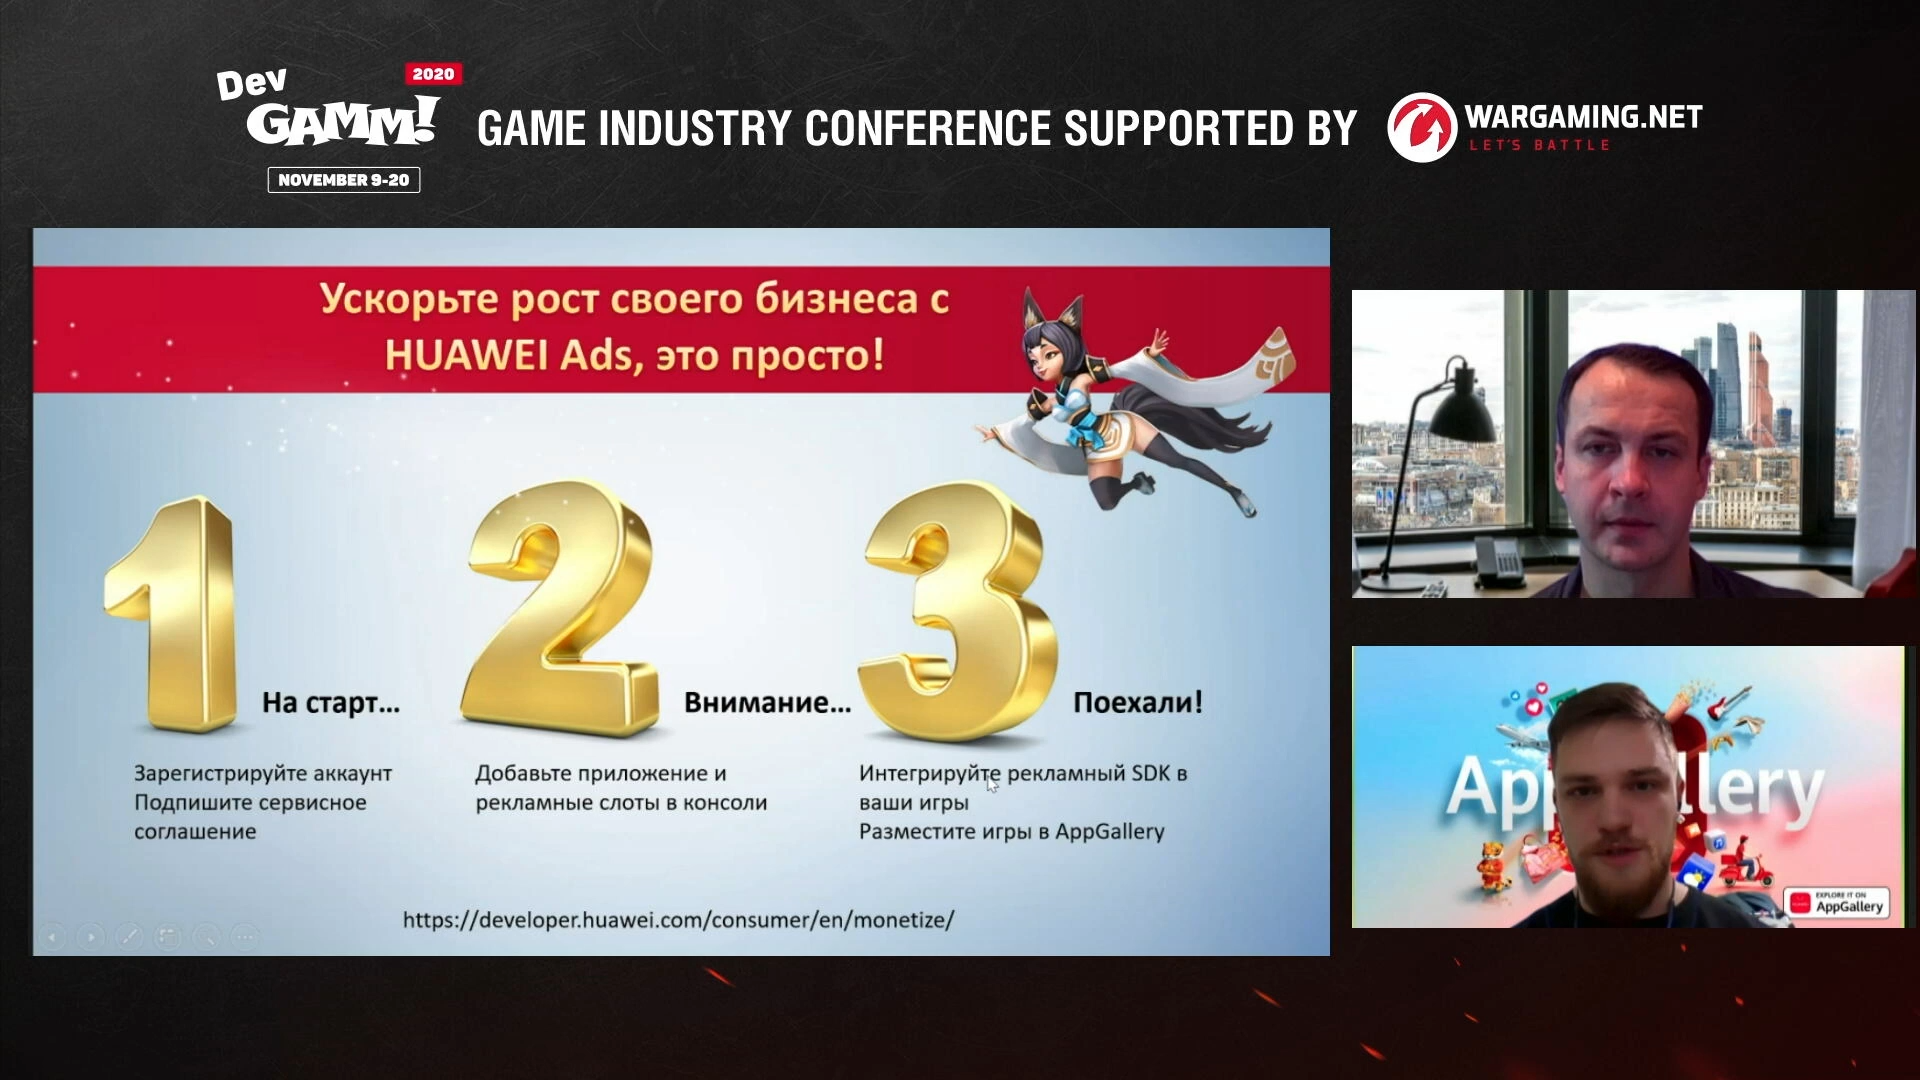 Dev
2020
GAMM!
NOVEMBER 9-20
GAME INDUSTRY CONFERENCE SUPPORTED BY
WARGAMING.NET
LET'S BATTLE
Ускорьте рост своего бизнеса с
HUAWEI Ads, это просто!
1
На старт...
Зарегистрируйте аккаунт
Подпишите сервисное
соглашение
2
Внимание...
Добавьте приложение и
рекламные слоты в консоли
3
Поехали!
Интегрируйте рекламный SDK в
ваши игры
Разместите игры в AppGallery
https://developer.huawei.com/consumer/en/monetize/
EXPLORE IT ON
AppGallery